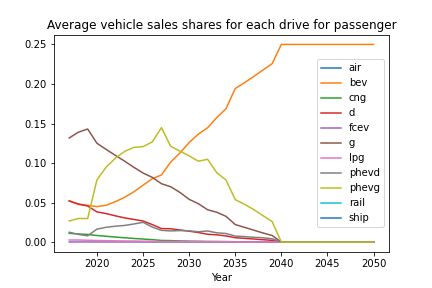 Average vehicle sales shares for each drive for passenger
0.25
0.20
0.15
0.10
0.05
0.00
air
bev
cng
d
fcev
g
lpg
phevd
phevg
rail
ship
2020 2025 2030 2035 2040 2045 2050
Year